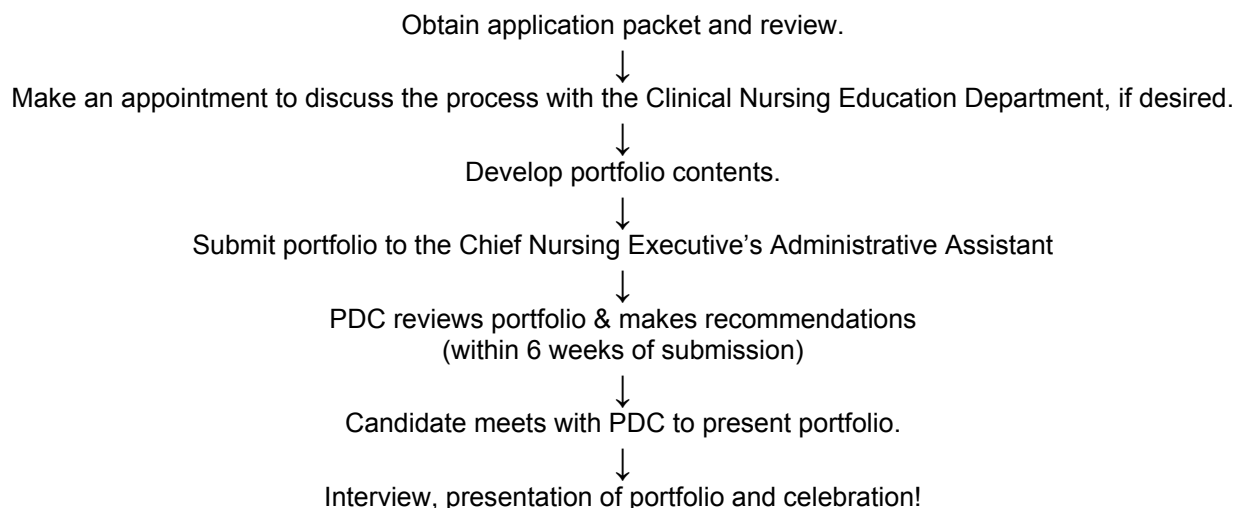 Obtain application packet and review.
↓
Make an appointment to discuss the process with the Clinical Nursing Education Department, if desired.
↓
Develop portfolio contents.
↓
Submit portfolio to the Chief Nursing Executive’s Administrative Assistant
↓
PDC reviews portfolio & makes recommendations
(within 6 weeks of submission)
↓
Candidate meets with PDC to present portfolio.
↓
Interview, presentation of portfolio and celebration!